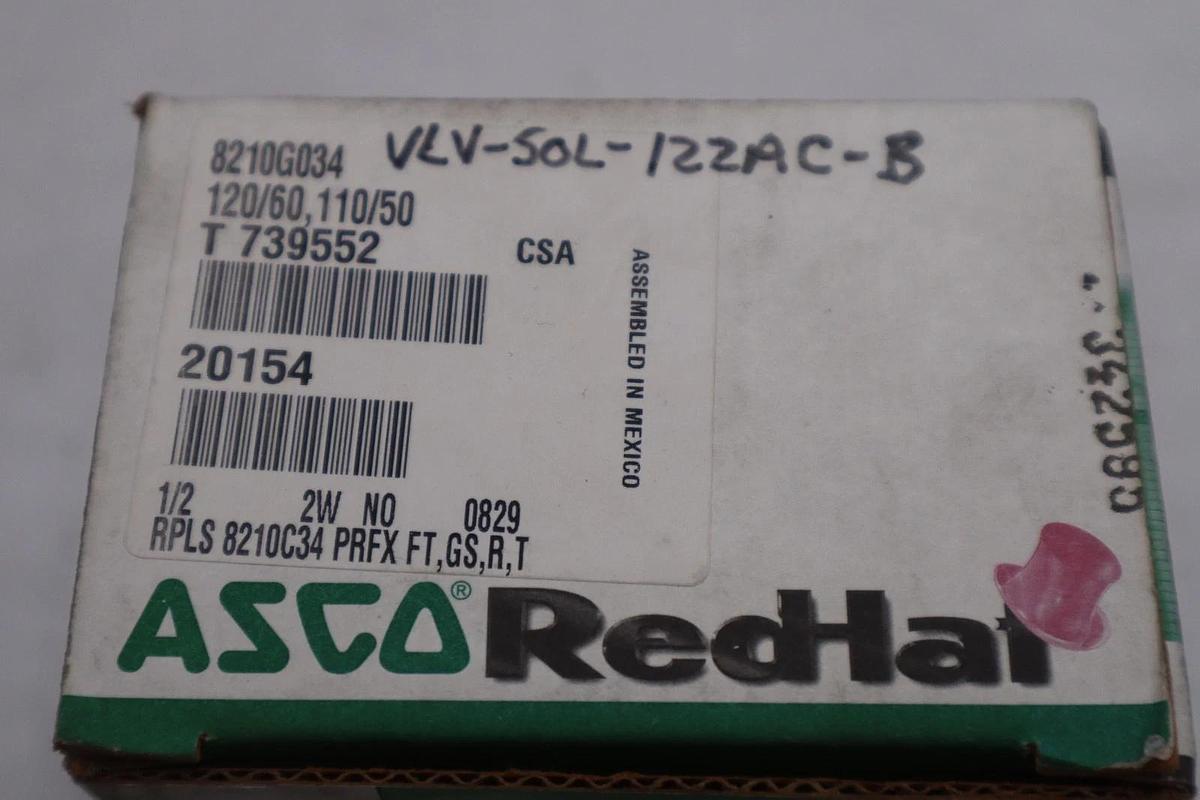 8210G034 VLV-SOL-122AC-B
120/60,110/50
T 739552
CSA
ASSEMBLED IN MEXICO
20154
1/2 2W NO 0829
RPLS 8210C34 PRFX FT,GS,R,T
ASCO® RedHat